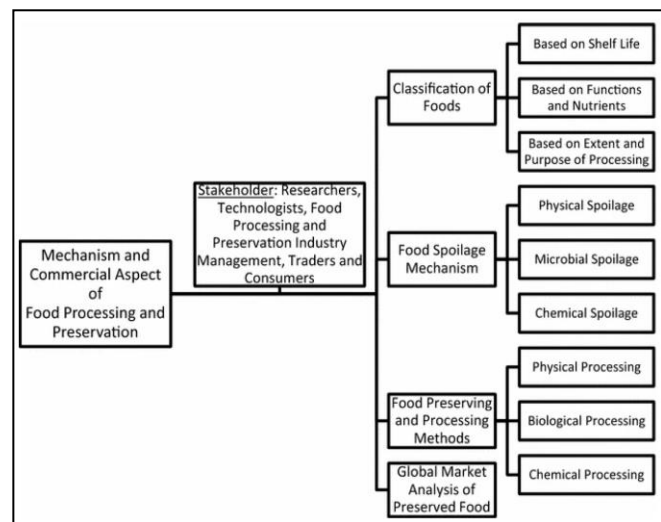 Mechanism and
Commercial Aspect
of
Food Processing and
Preservation
Stakeholder: Researchers,
Technologists, Food
Processing and
Preservation Industry
Management, Traders and
Consumers
Classification of
Foods
Based on Shelf Life
Based on Functions
and Nutrients
Based on Extent and
Purpose of Processing
Food Spoilage
Mechanism
Physical Spoilage
Microbial Spoilage
Chemical Spoilage
Food Preserving
and Processing
Methods
Physical Processing
Biological Processing
Chemical Processing
Global Market
Analysis of
Preserved Food